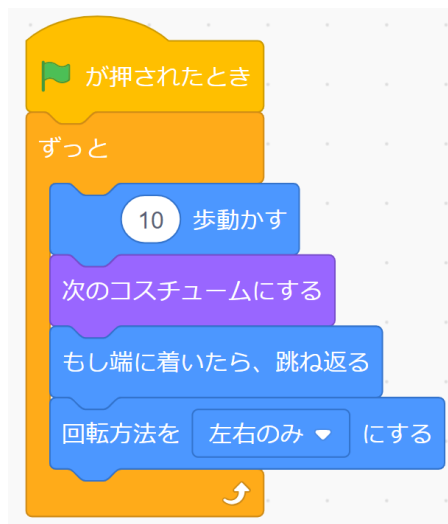 が押されたとき
ずっと
10 歩動かす
次のコスチュームにする
もし端に着いたら、跳ね返る
回転方法を 左右のみ にする